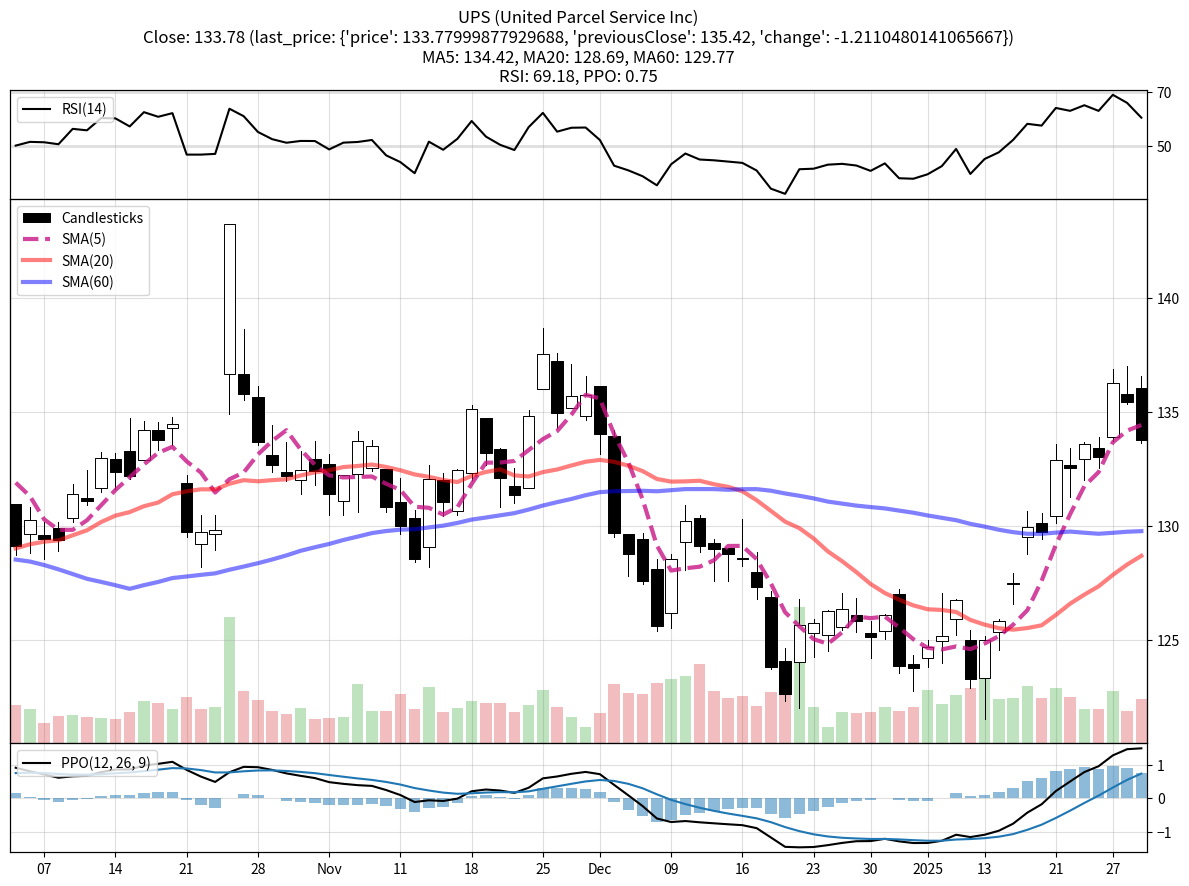 UPS (United Parcel Service Inc)
Close: 133.78 (last_price: {'price': 133.77999877929688, 'previousClose': 135.42, 'change': -1.2110480141065667})
MA5: 134.42, MA20: 128.69, MA60: 129.77
RSI: 69.18, PPO: 0.75
RSI(14)
70
50
Candlesticks
SMA(5)
SMA(20)
SMA(60)
140
135
130
125
PPO(12, 26, 9)
1
0
−1
07 14 21 28 Nov 11 18 25 Dec 09 16 23 30 2025 13 21 27